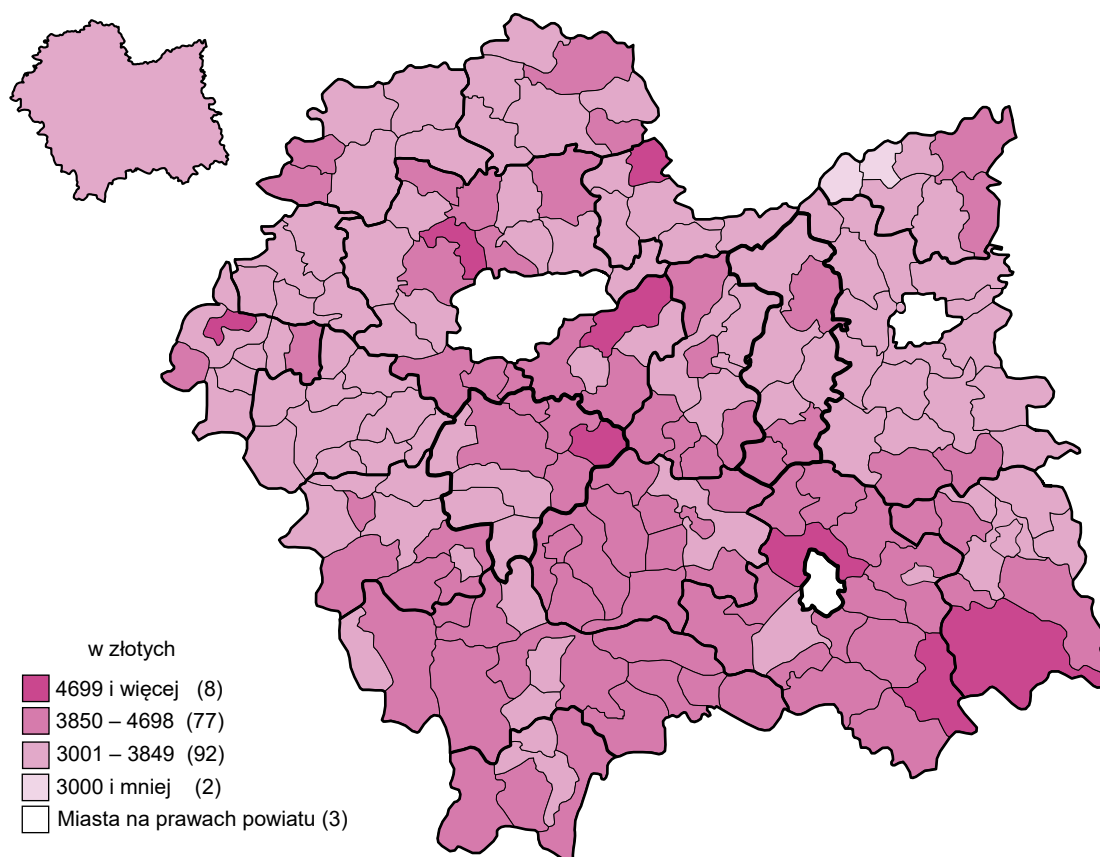 w złotych
4699 i więcej (8)
3850 – 4698 (77)
3001 – 3849 (92)
3000 i mniej (2)
Miasta na prawach powiatu (3)